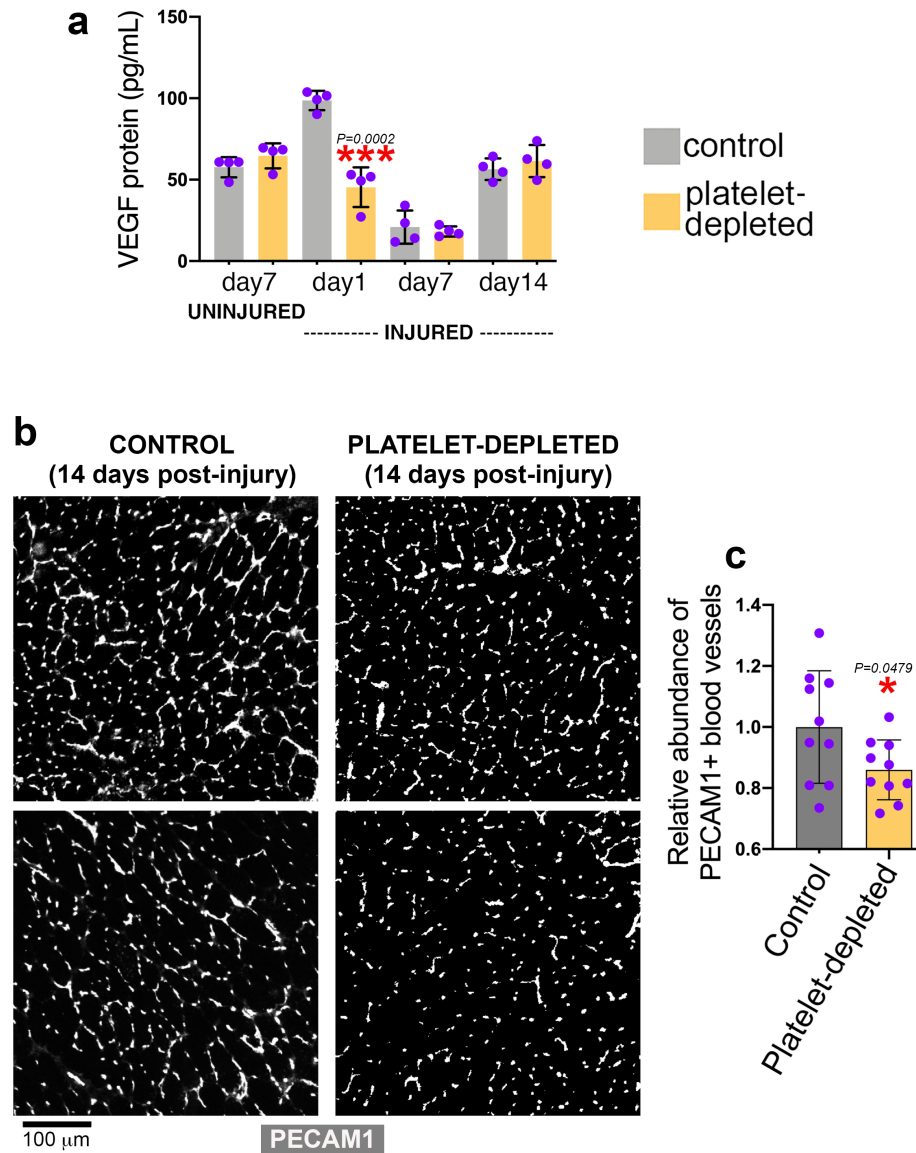 a
VEGF protein (pg/mL)
150
100
50
0
P=0.0002
***
control
platelet-
depleted
day7
day1
day7
day14
UNINJURED
---------- INJURED ----------
b
CONTROL
(14 days post-injury)
PLATELET-DEPLETED
(14 days post-injury)
100 μm
PECAM1
c
Relative abundance of
PECAM1+ blood vessels
1.4
1.2
1.0
0.8
0.6
P=0.0479
*
Control
Platelet-depleted